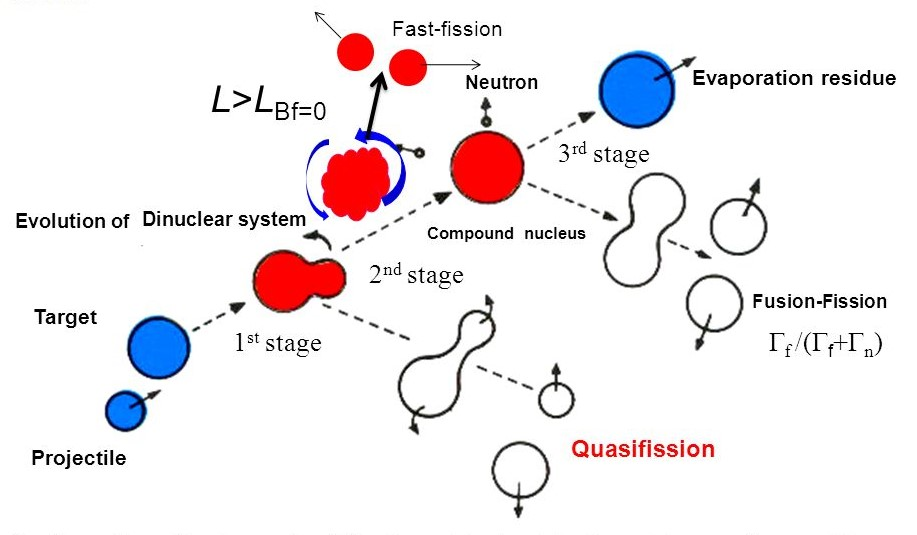 Fast-fission
Neutron
L>L_Bf=0
Evaporation residue
3rd stage
Evolution of Dinuclear system
Compound nucleus
2nd stage
Target
1st stage
Fusion-Fission
Γf/(Γf+Γn)
Quasifission
Projectile